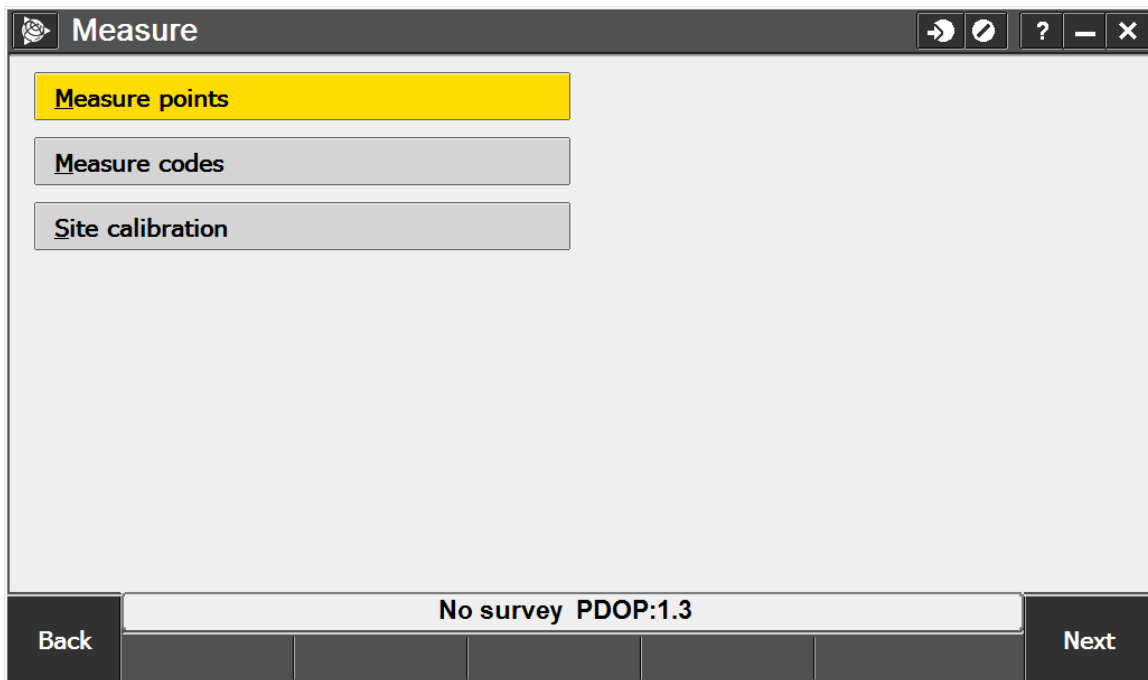 Measure
?
Measure points
Measure codes
Site calibration
No survey PDOP:1.3
Back
Next